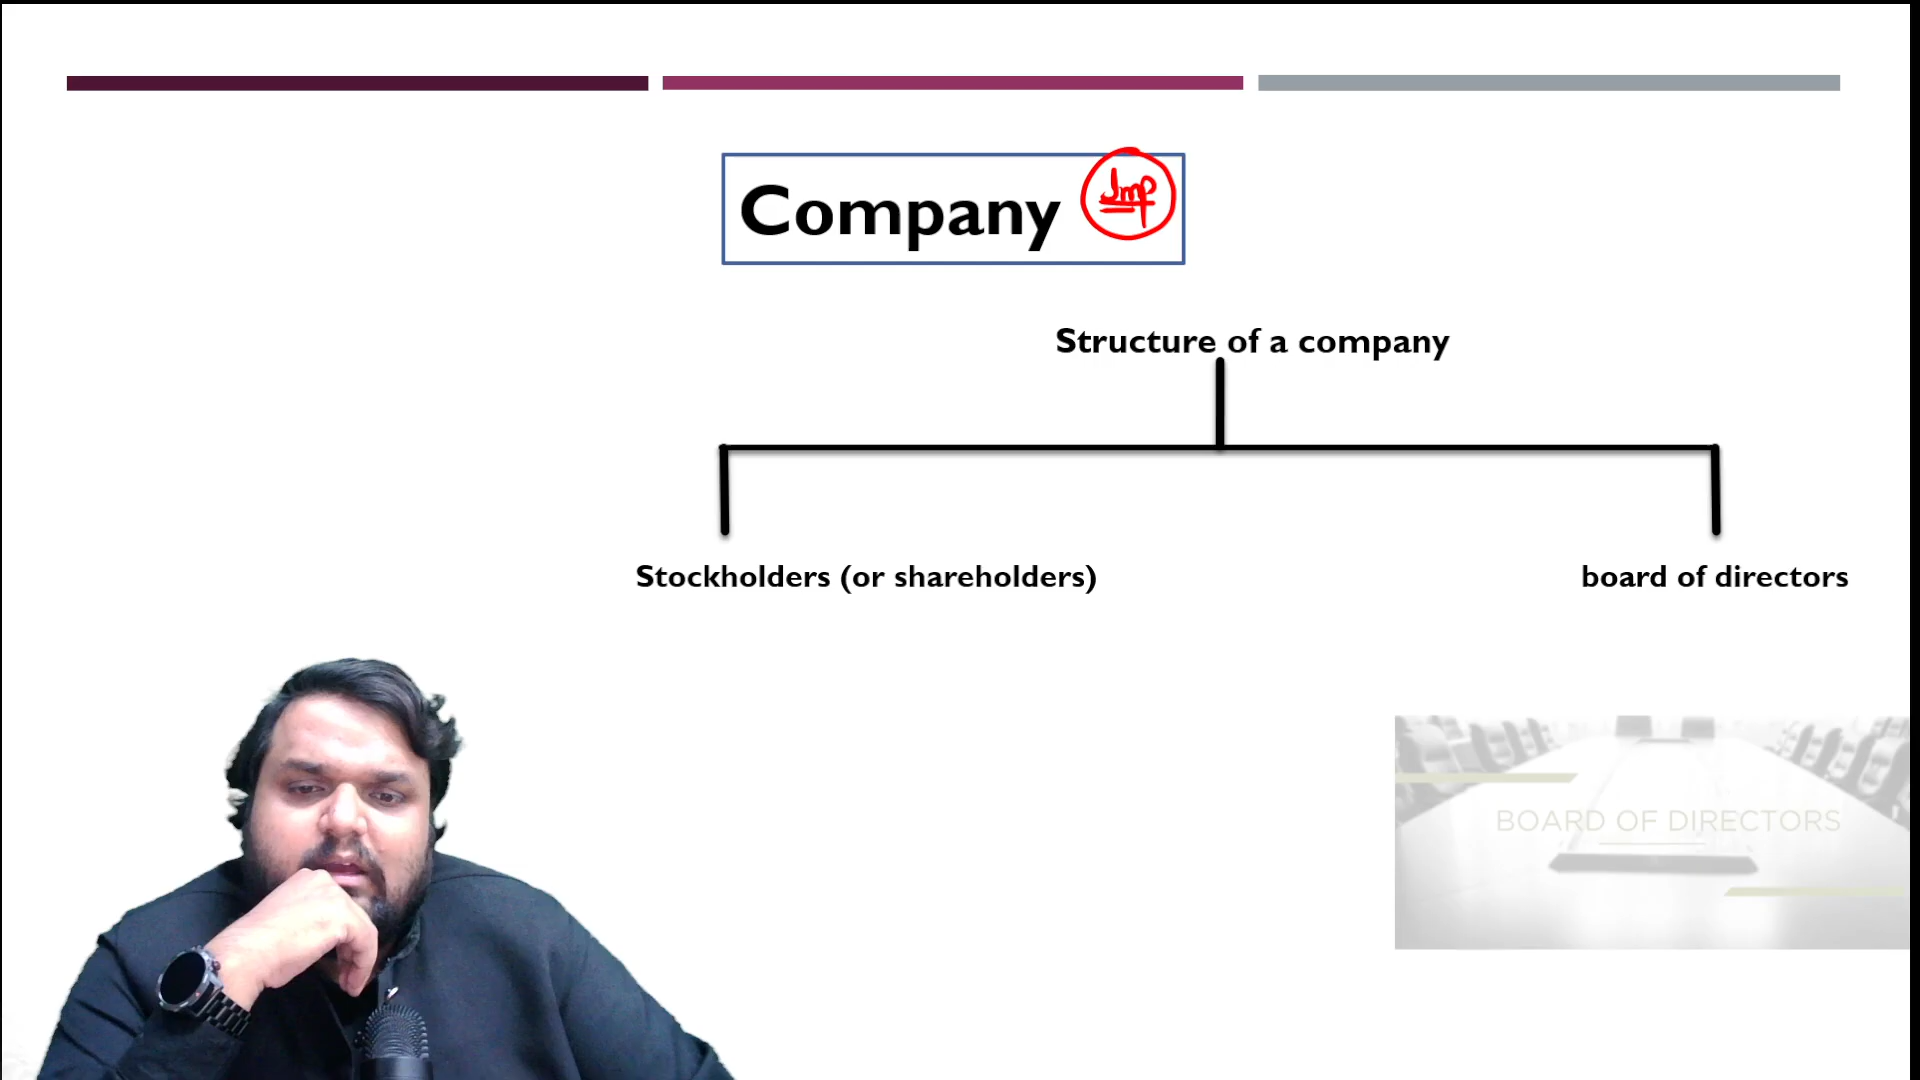 Company Imp
Structure of a company
Stockholders (or shareholders)
board of directors
BOARD OF DIRECTORS